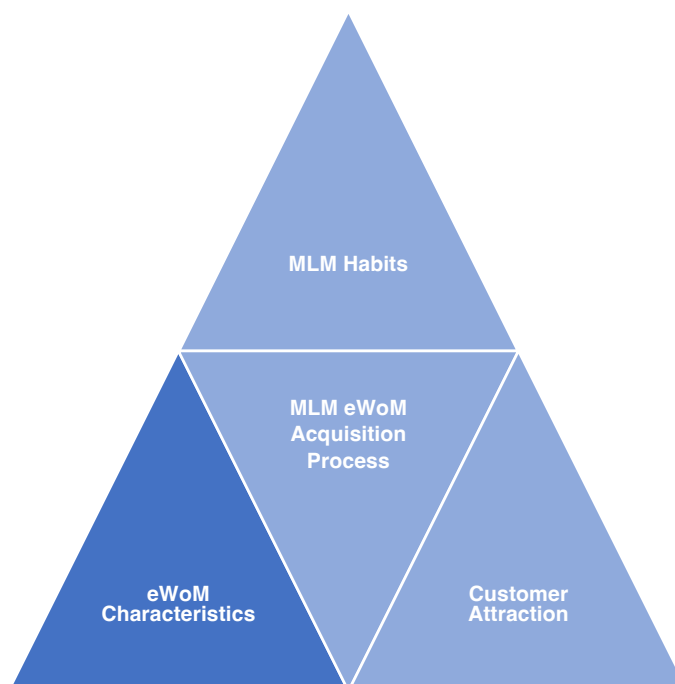 MLM Habits
MLM eWoM
Acquisition
Process
eWoM
Characteristics
Customer
Attraction